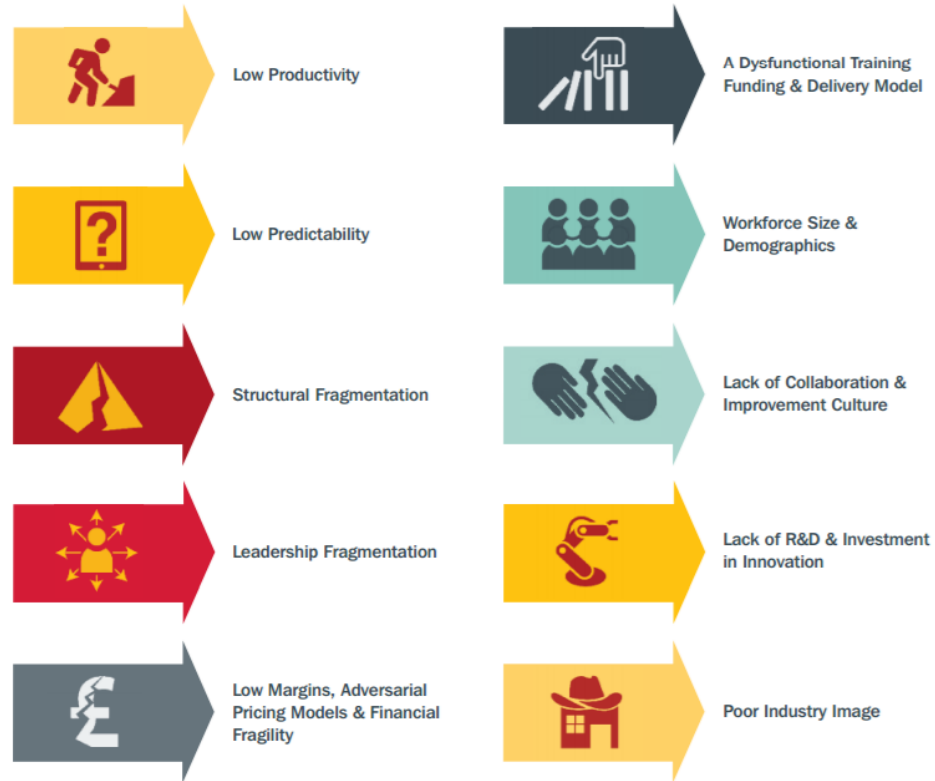 Low Productivity
Low Predictability
Structural Fragmentation
Leadership Fragmentation
Low Margins, Adversarial
Pricing Models & Financial
Fragility
A Dysfunctional Training
Funding & Delivery Model
Workforce Size &
Demographics
Lack of Collaboration &
Improvement Culture
Lack of R&D & Investment
in Innovation
Poor Industry Image